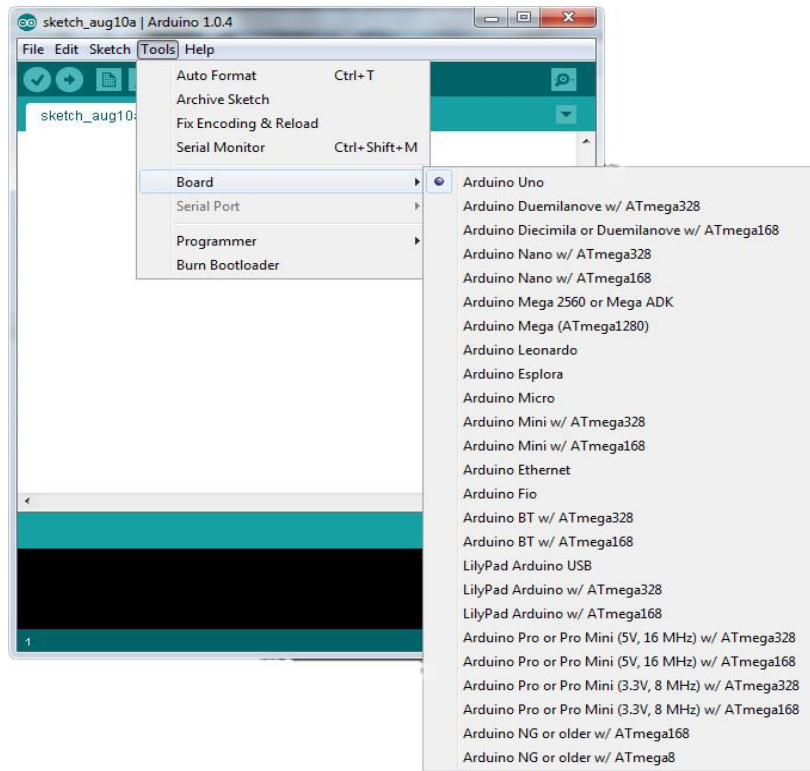 sketch_aug10a | Arduino 1.0.4
File Edit Sketch Tools Help
sketch_aug10a
Auto Format Ctrl+T
Archive Sketch
Fix Encoding & Reload
Serial Monitor Ctrl+Shift+M
Board
Serial Port
Programmer
Burn Bootloader
Arduino Uno
Arduino Duemilanove w/ ATmega328
Arduino Diecimila or Duemilanove w/ ATmega168
Arduino Nano w/ ATmega328
Arduino Nano w/ ATmega168
Arduino Mega 2560 or Mega ADK
Arduino Mega (ATmega1280)
Arduino Leonardo
Arduino Esplora
Arduino Micro
Arduino Mini w/ ATmega328
Arduino Mini w/ ATmega168
Arduino Ethernet
Arduino Fio
Arduino BT w/ ATmega328
Arduino BT w/ ATmega168
LilyPad Arduino USB
LilyPad Arduino w/ ATmega328
LilyPad Arduino w/ ATmega168
Arduino Pro or Pro Mini (5V, 16 MHz) w/ ATmega328
Arduino Pro or Pro Mini (5V, 16 MHz) w/ ATmega168
Arduino Pro or Pro Mini (3.3V, 8 MHz) w/ ATmega328
Arduino Pro or Pro Mini (3.3V, 8 MHz) w/ ATmega168
Arduino NG or older w/ ATmega168
Arduino NG or older w/ ATmega8
1